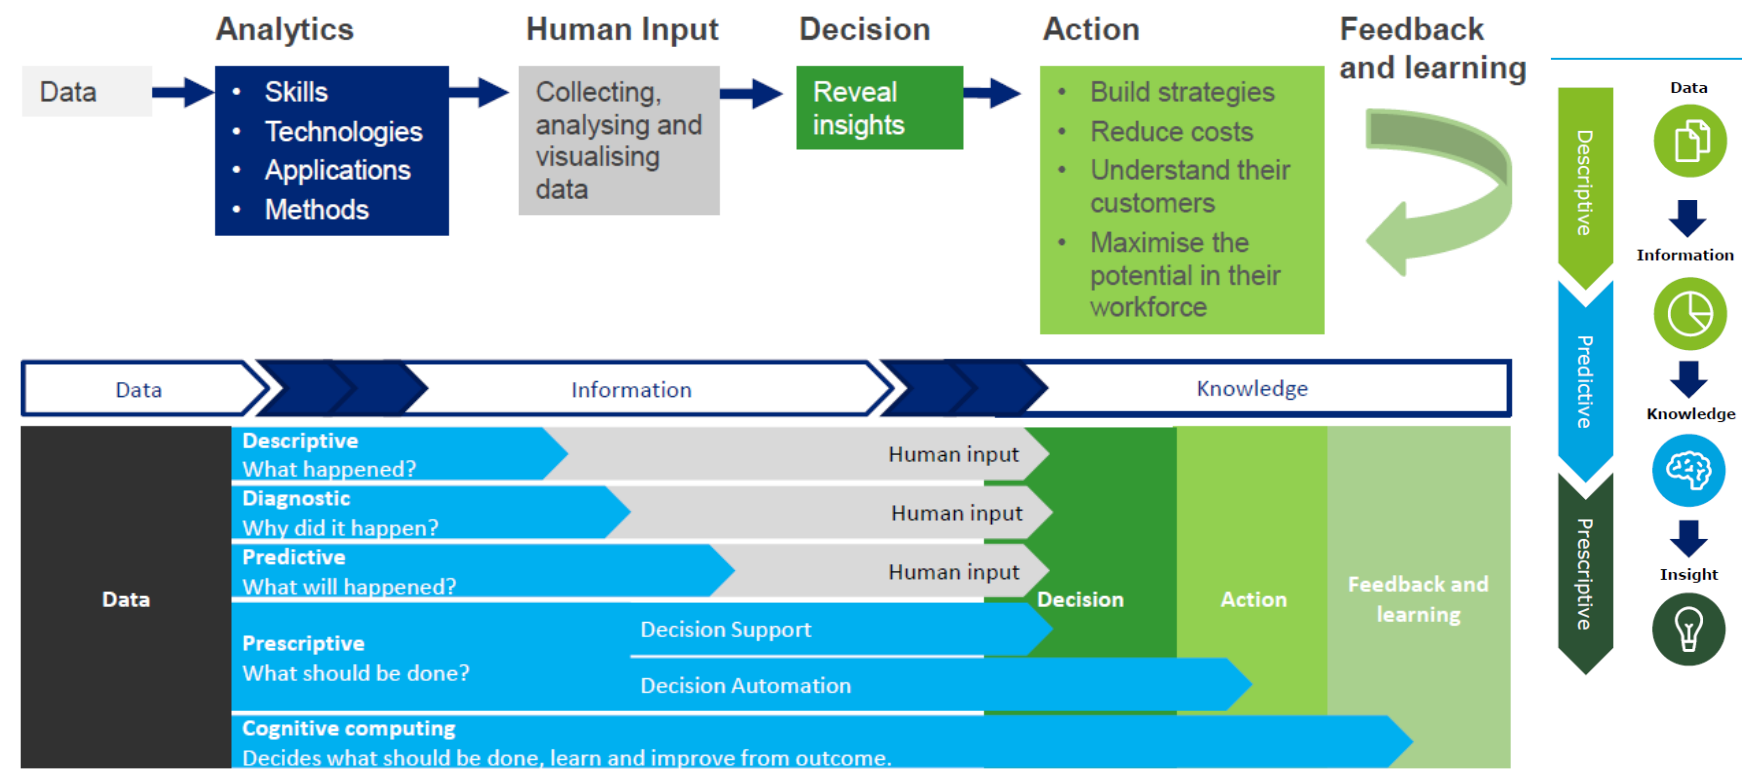 Analytics
Human Input
Decision
Action
Feedback
and learning
Data
• Skills
• Technologies
• Applications
• Methods
Collecting,
analysing and
visualising
data
Reveal
insights
• Build strategies
• Reduce costs
• Understand their
customers
• Maximise the
potential in their
workforce
Data
Information
Knowledge
Data
Descriptive
What happened?
Human input
Diagnostic
Why did it happen?
Human input
Predictive
What will happened?
Human input
Prescriptive
What should be done?
Decision Support
Decision Automation
Cognitive computing
Decides what should be done, learn and improve from outcome.
Decision
Action
Feedback and
learning
Descriptive
Predictive
Prescriptive
Data
Information
Knowledge
Insight